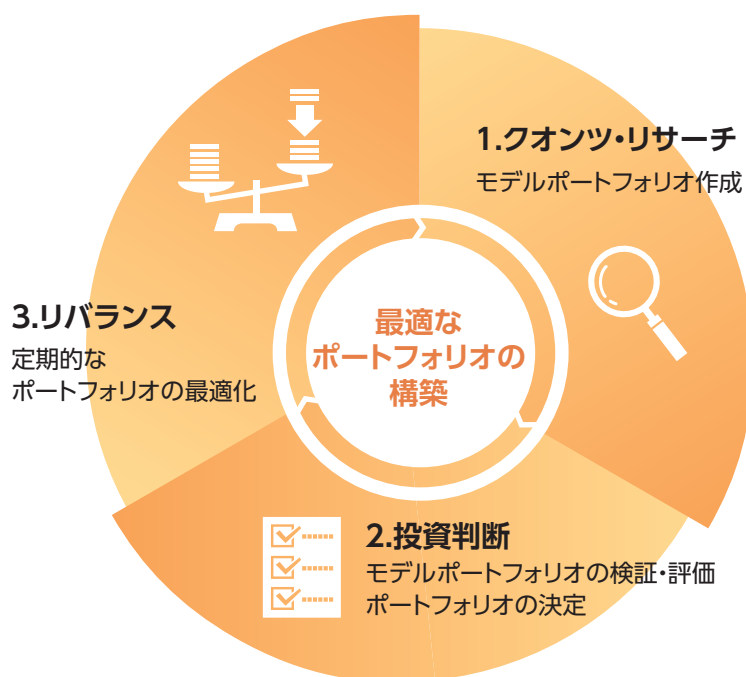 1.クオンツ・リサーチ
モデルポートフォリオ作成
2.投資判断
モデルポートフォリオの検証・評価
ポートフォリオの決定
3.リバランス
定期的な
ポートフォリオの最適化
最適な
ポートフォリオの
構築